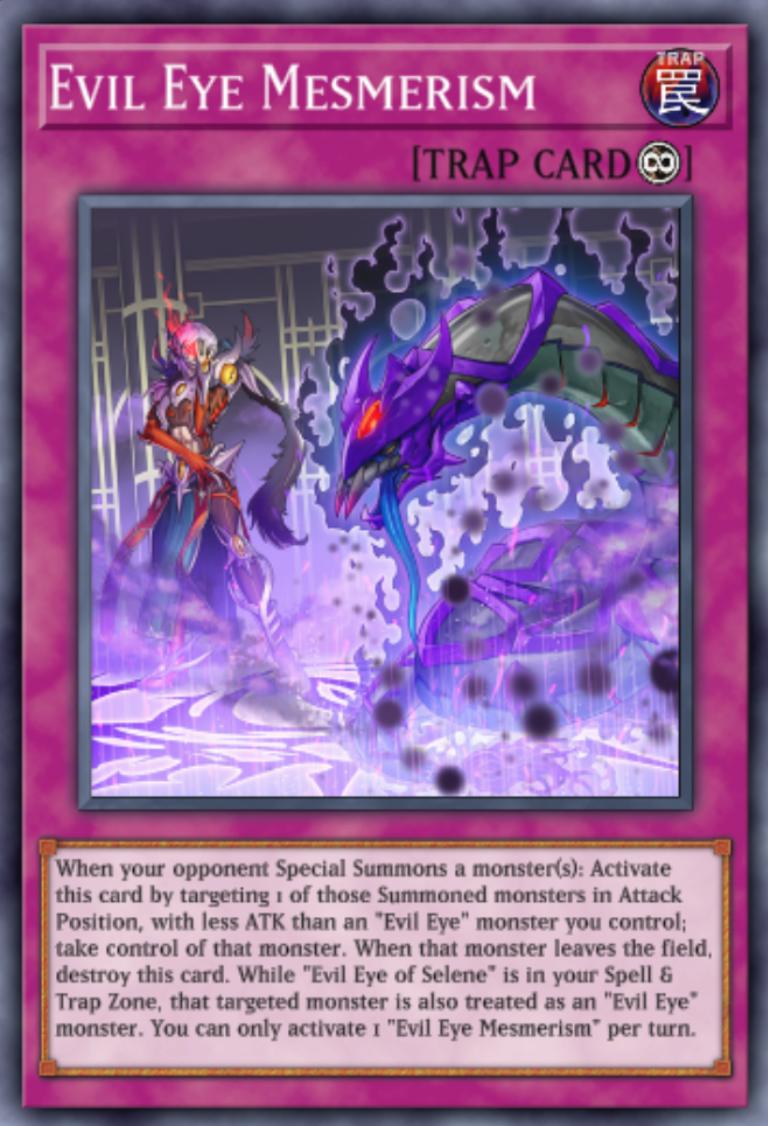 EVIL EYE MESMERISM
TRAP
罠
[TRAP CARD]
When your opponent Special Summons a monster(s): Activate
this card by targeting 1 of those Summoned monsters in Attack
Position, with less ATK than an "Evil Eye" monster you control;
take control of that monster. When that monster leaves the field,
destroy this card. While "Evil Eye of Selene" is in your Spell &
Trap Zone, that targeted monster is also treated as an "Evil Eye"
monster. You can only activate 1 "Evil Eye Mesmerism" per turn.